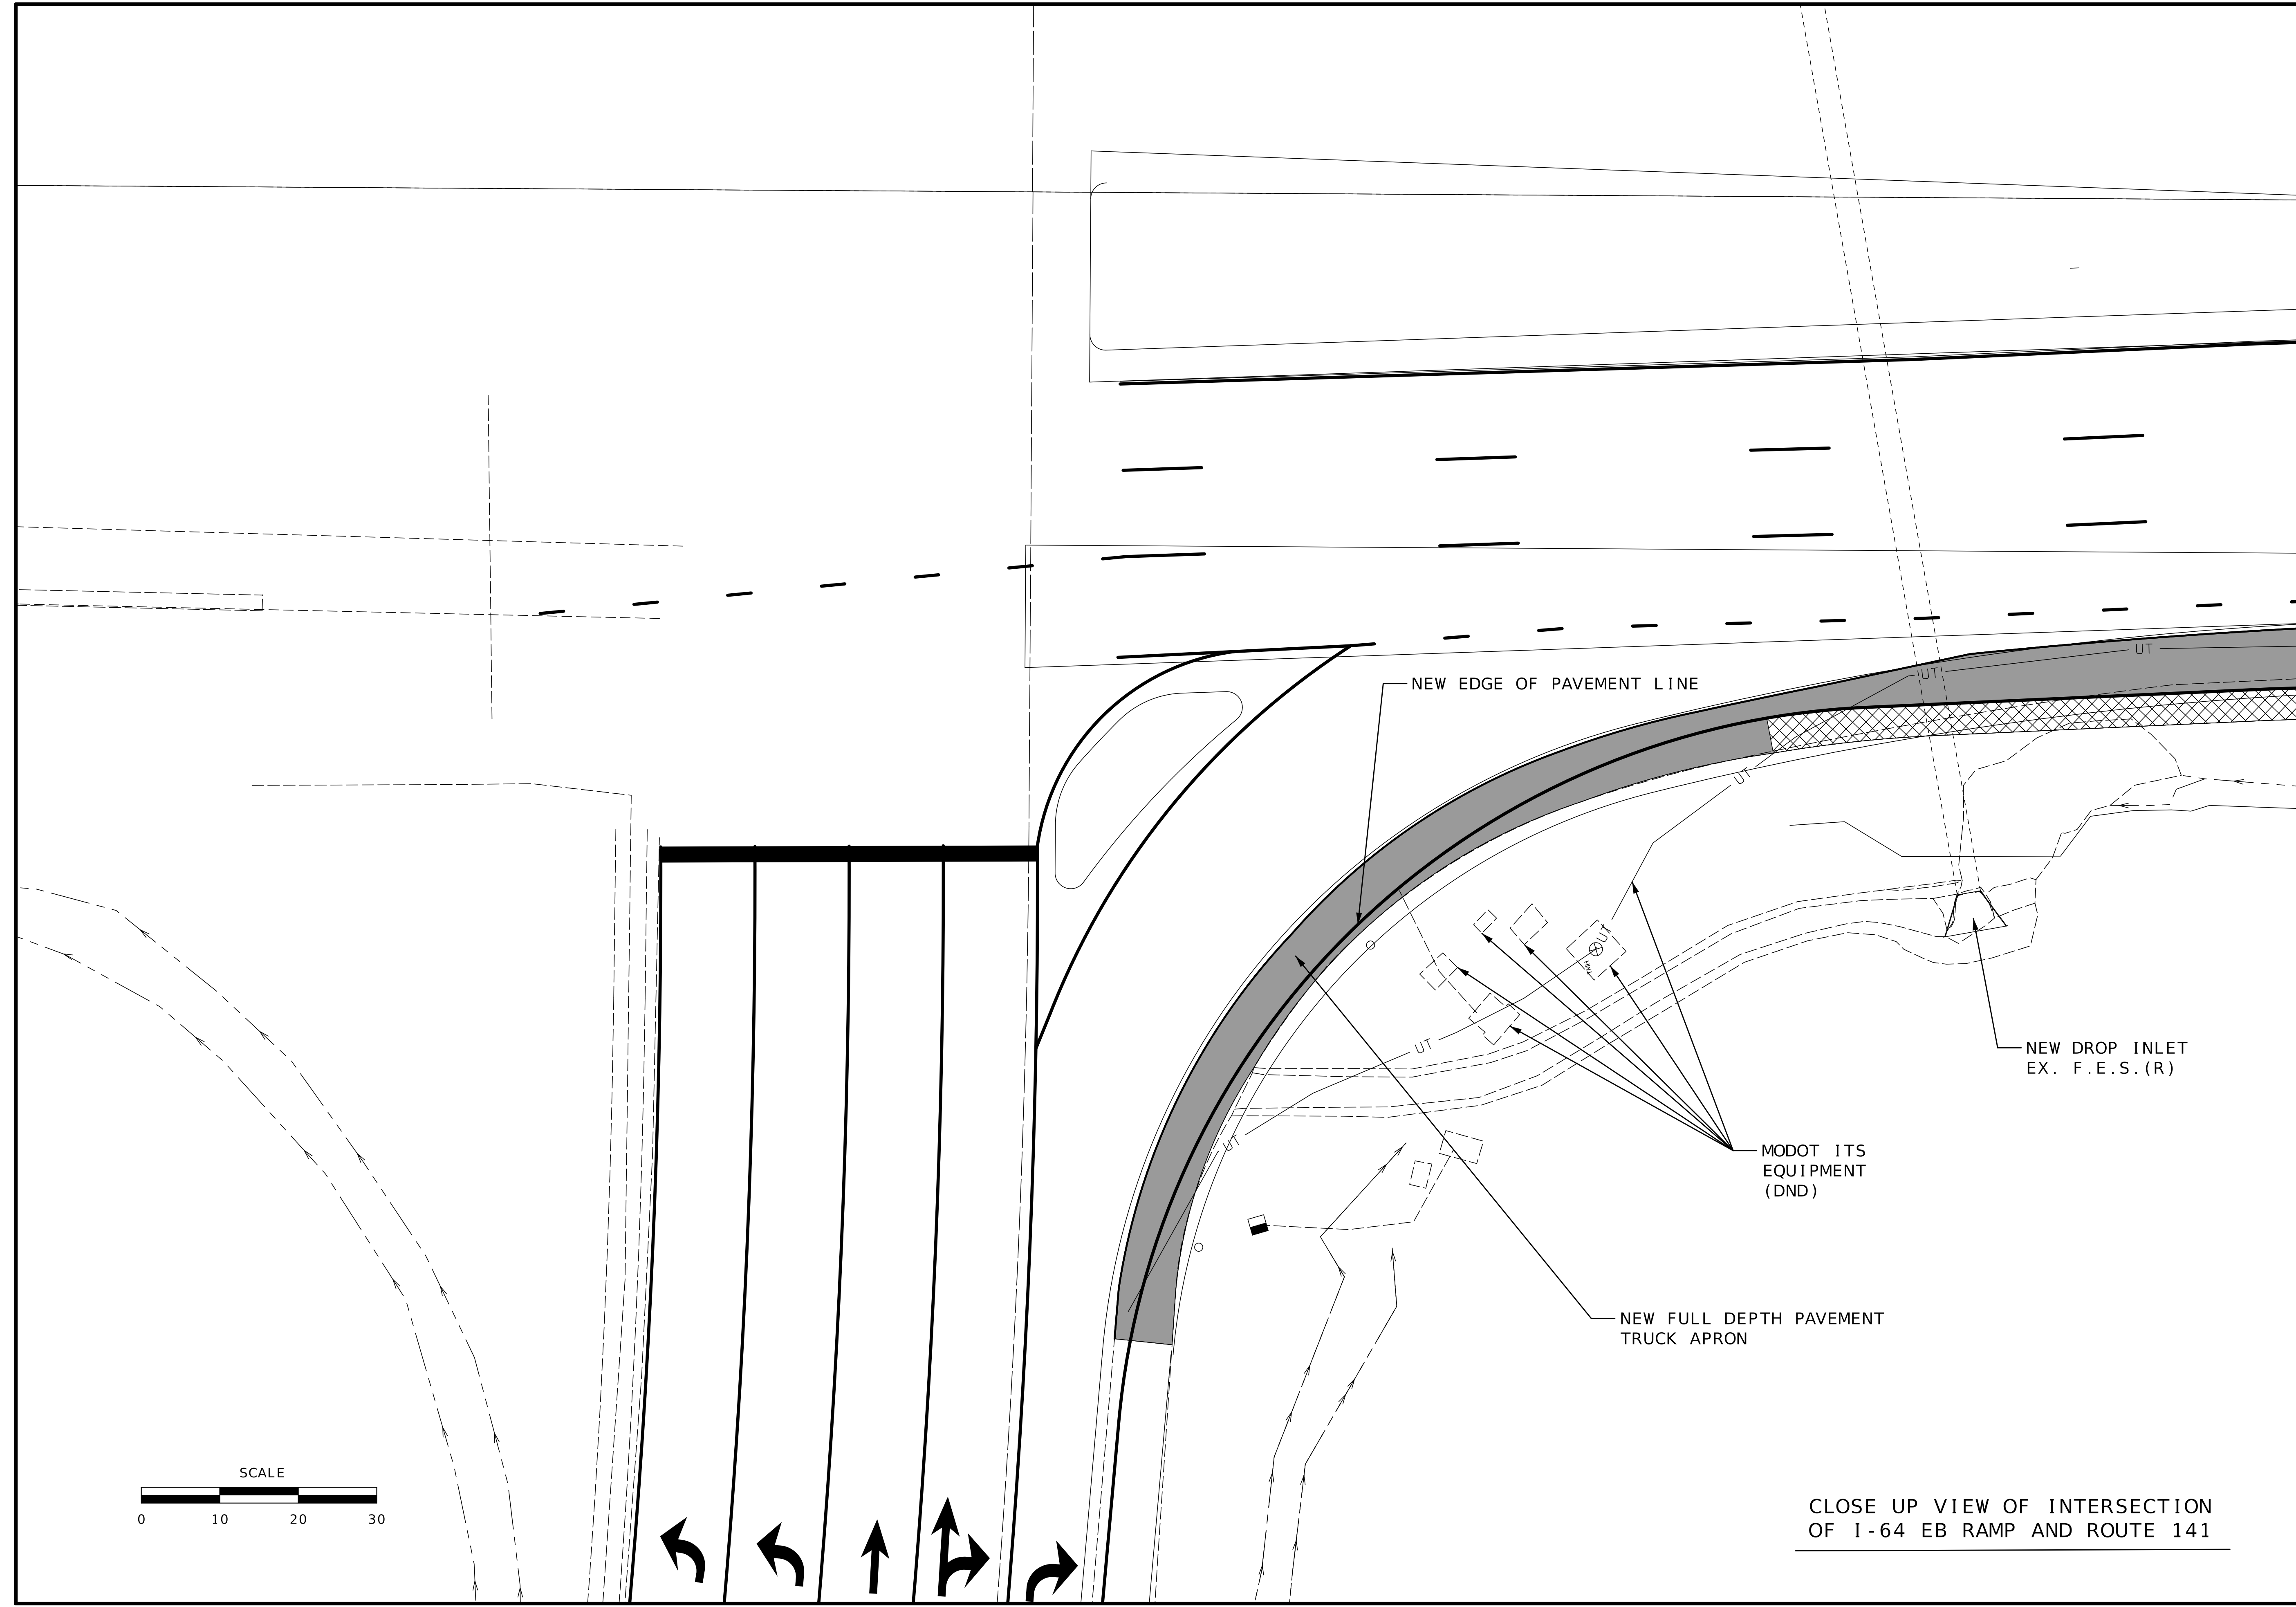 UT
UT
NEW EDGE OF PAVEMENT LINE
UT
UT
HWT
UT
NEW DROP INLET
EX. F.E.S.(R)
UT
MODOT ITS
EQUIPMENT
(DND)
NEW FULL DEPTH PAVEMENT
TRUCK APRON
SCALE
0 10 20 30
CLOSE UP VIEW OF INTERSECTION
OF I-64 EB RAMP AND ROUTE 141